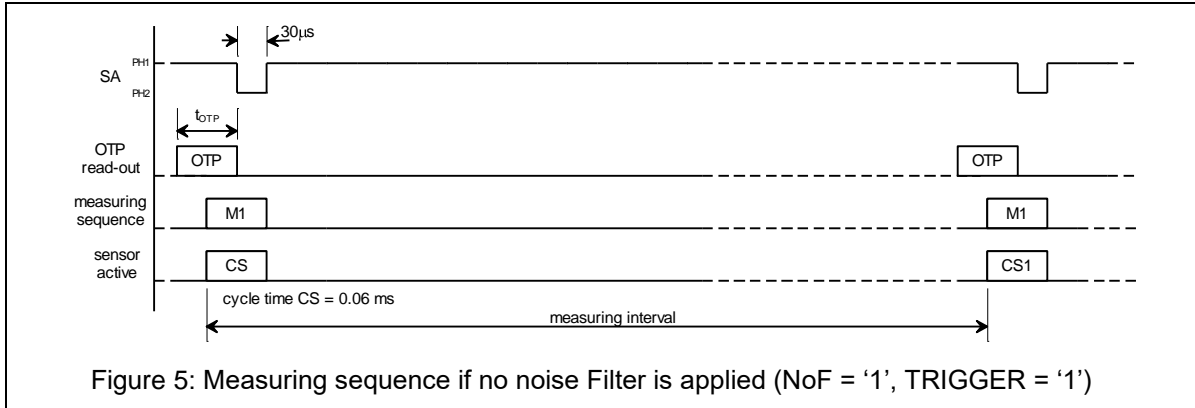 30µs
SA
PH1
PH2
tOTP
OTP
read-out
OTP
OTP
measuring
sequence
M1
M1
sensor
active
CS
CS1
cycle time CS = 0.06 ms
measuring interval
Figure 5: Measuring sequence if no noise Filter is applied (NoF = ‘1’, TRIGGER = ‘1’)